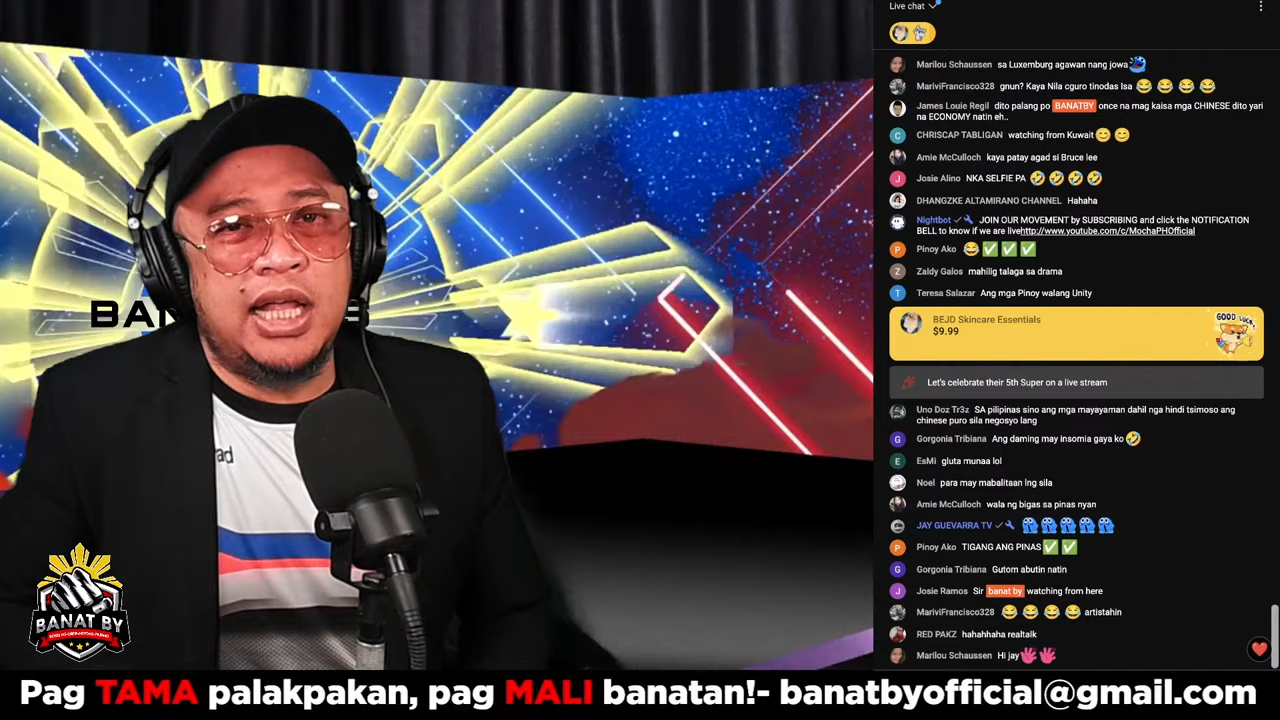 Live chat
Marilou Schaussen sa Luxemburg agawan nang jowa
MariviFrancisco328 gnun? Kaya Nila cguro tinodas Isa 😂 😂 😂 😂
James Louie Regil dito palang po BANATBY once na mag kaisa mga CHINESE dito yari
na ECONOMY natin eh..
C CHRISCAP TABLIGAN watching from Kuwait😊 😊
Amie McCulloch kaya patay agad si Bruce lee
J Josie Alino NKA SELFIE PA 🤣 🤣 🤣 🤣
DHANGZKE ALTAMIRANO CHANNEL Hahaha
Nightbot JOIN OUR MOVEMENT by SUBSCRIBING and click the NOTIFICATION
BELL to know if we are livehttp://www.youtube.com/c/MochaPHOfficial
P Pinoy Ako 😂 ✅ ✅ ✅
Z Zaldy Galos mahilig talaga sa drama
T Teresa Salazar Ang mga Pinoy walang Unity
BEJD Skincare Essentials
$9.99
GOOD LUCK
Let's celebrate their 5th Super on a live stream
Uno Doz Tr3z SA pilipinas sino ang mga mayayaman dahil nga hindi tsimoso ang
chinese puro sila negosyo lang
G Gorgonia Tribiana Ang daming may insomia gaya ko 🤣
E EsMi gluta munaa lol
Noel para may mabalitaan lng sila
Amie McCulloch wala ng bigas sa pinas nyan
JAY GUEVARRA TV
P Pinoy Ako TIGANG ANG PINAS ✅ ✅
G Gorgonia Tribiana Gutom abutin natin
J Josie Ramos Sir banat by watching from here
MariviFrancisco328 😂 😂 😂 😂 artistahin
RED PAKZ hahahhaha realtalk
Marilou Schaussen Hi jay
BANAT BY
Pag TAMA palakpakan, pag MALI banatan!- banatbyofficial@gmail.com